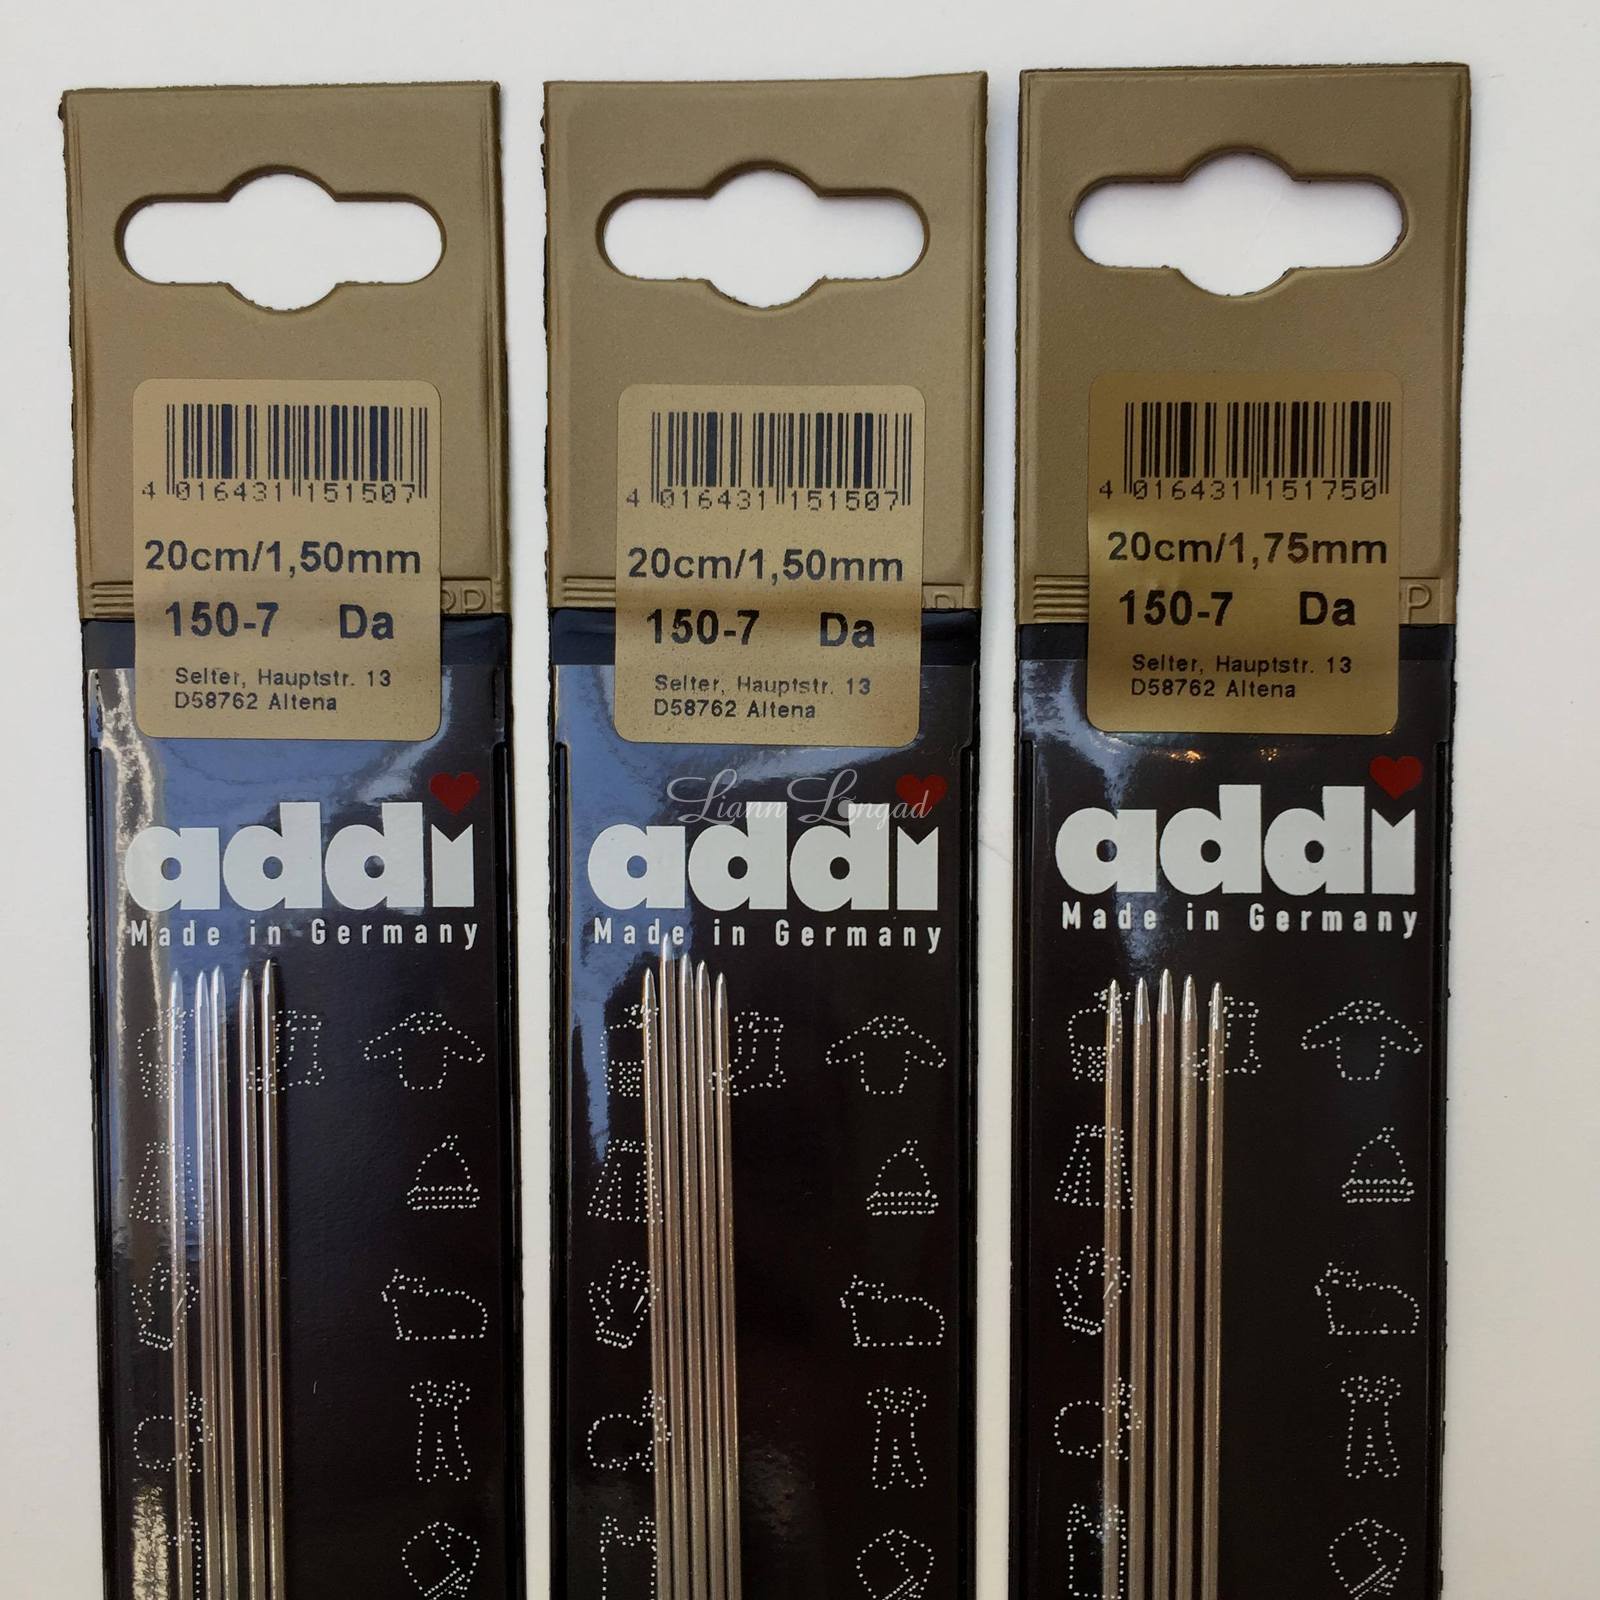 4 016431 151507
20cm/1,50mm
150-7 Da
Selter, Hauptstr. 13
D58762 Altena
addi
Made in Germany
4 016431 151507
20cm/1,50mm
150-7 Da
Selter, Hauptstr. 13
D58762 Altena
Liann Longad
addi
Made in Germany
4 016431 151750
20cm/1,75mm
150-7 Da
Selter, Hauptstr. 13
D58762 Altena
addi
Made in Germany